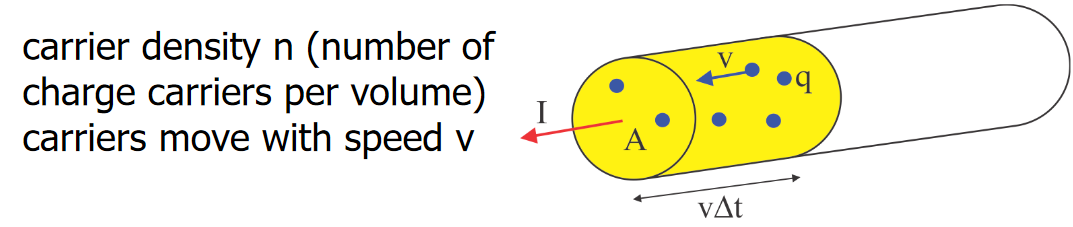 carrier density n (number of
charge carriers per volume)
carriers move with speed v
v
q
I
A
vΔt